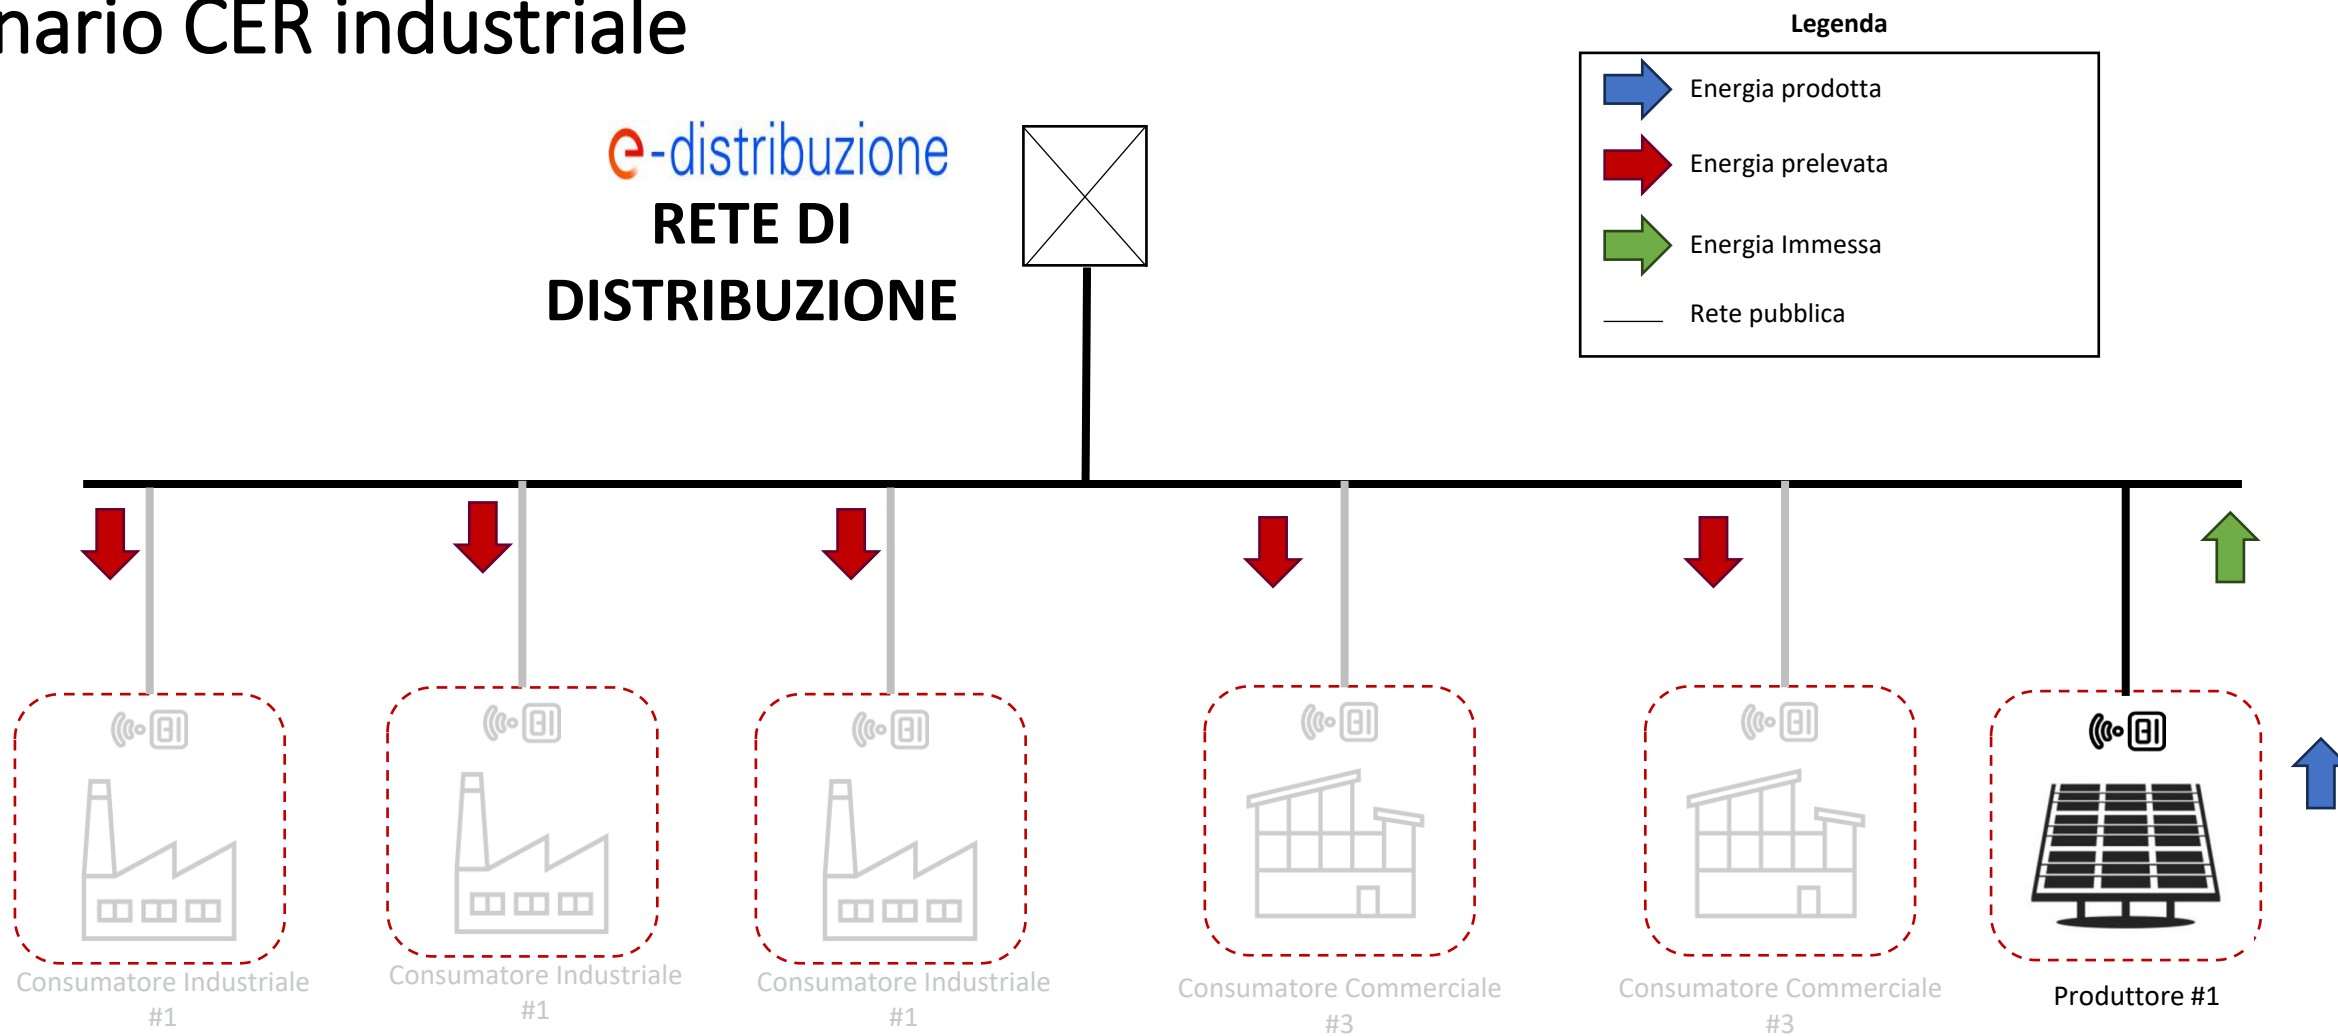 nario CER industriale
Legenda
Energia prodotta
Energia prelevata
Energia Immessa
Rete pubblica
e-distribuzione
RETE DI
DISTRIBUZIONE
Consumatore Industriale
#1
Consumatore Industriale
#1
Consumatore Industriale
#1
Consumatore Commerciale
#3
Consumatore Commerciale
#3
Produttore #1